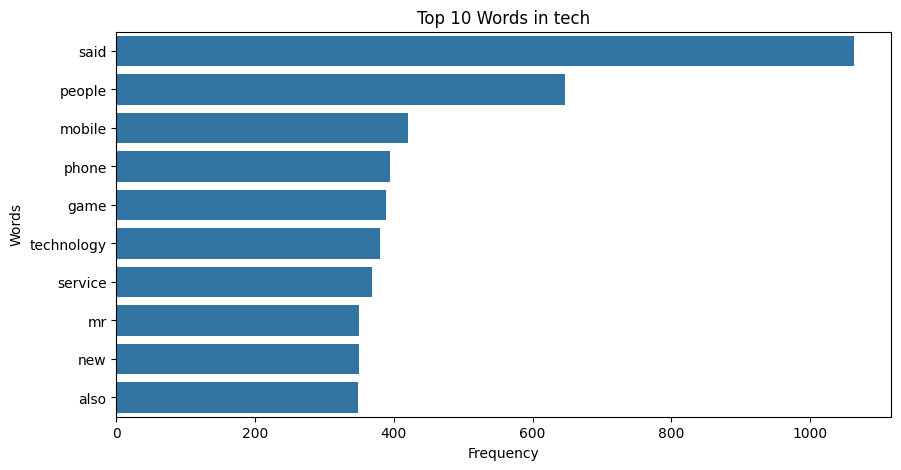 Top 10 Words in tech
Words
said
people
mobile
phone
game
technology
service
mr
new
also
0 200 400 600 800 1000
Frequency